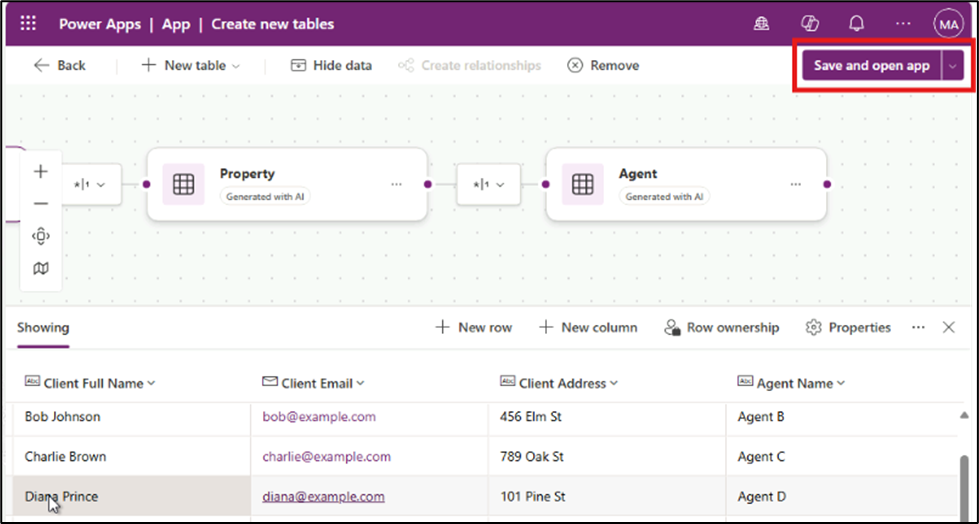 Power Apps | App | Create new tables
... MA
Back New table Hide data Create relationships Remove Save and open app
*|1 Property ... *|1 Agent ...
Generated with AI Generated with AI
Showing New row New column Row ownership Properties ...
Abc Client Full Name Client Email Abc Client Address Abc Agent Name
Bob Johnson bob@example.com 456 Elm St Agent B
Charlie Brown charlie@example.com 789 Oak St Agent C
Diana Prince diana@example.com 101 Pine St Agent D